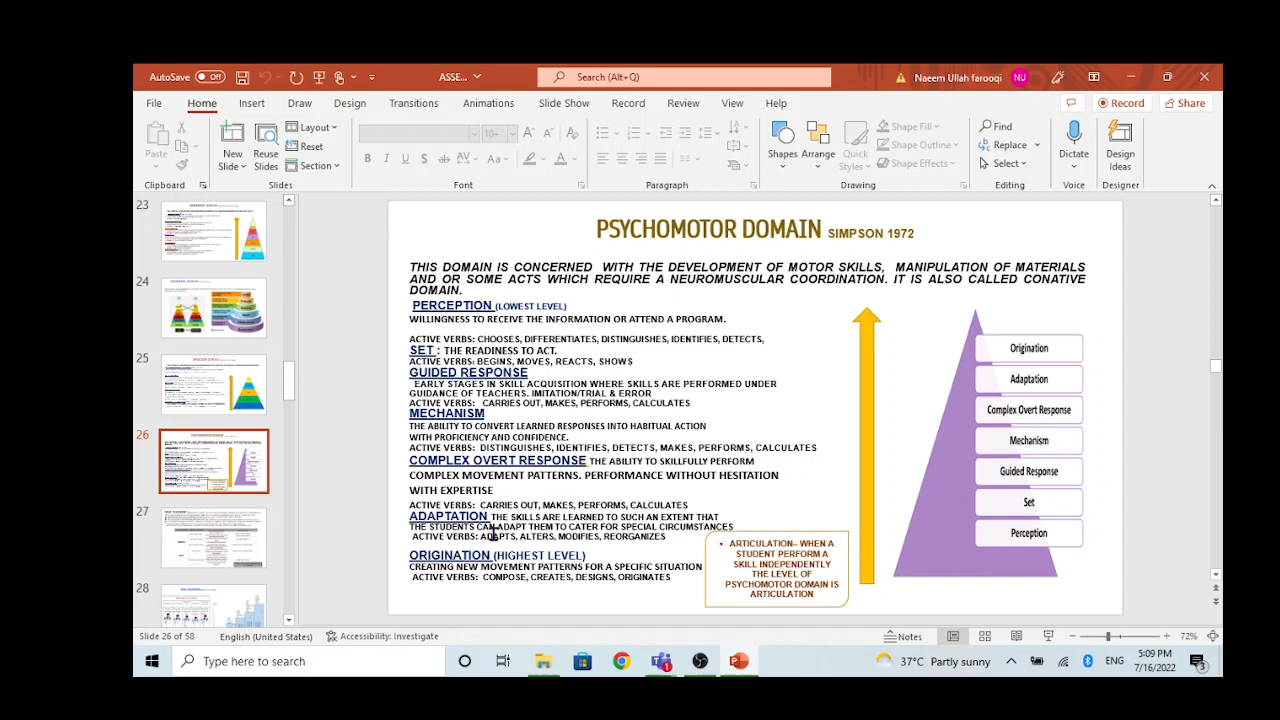 AutoSave Off ASSE... Search (Alt+Q) Naeem Ullah farooqi NU
File Home Insert Draw Design Transitions Animations Slide Show Record Review View Help Record Share
Paste New Slide Reuse Slides Layout Reset Section 10+ Shapes Arrange Quick Styles Shape Fill Shape Outline Shape Effects Find Replace Select Dictate Design Ideas
Clipboard Slides Font Paragraph Drawing Editing Voice Designer
23
24
25
26
27
28
PSYCHOMOTOR DOMAIN SIMPSON
THIS DOMAIN IS CONCERNED WITH THE DEVELOPMENT OF MOTOR SKILLS, MANIPULATION OF MATERIALS
AND OR SOME ACTS WHICH REQUIRE A NEUROMUSCULAR COORDINATION. IT IS ALSO CALLED CONATIVE
DOMAIN.
PERCEPTION (LOWEST LEVEL)
WILLINGNESS TO RECEIVE THE INFORMATION OR ATTEND A PROGRAM.
ACTIVE VERBS: CHOOSES, DIFFERENTIATES, DISTINGUISHES, IDENTIFIES, DETECTS,
SET : THE READINESS TO ACT.
ACTIVE VERBS: BEGINS, MOVES, REACTS, SHOWS
GUIDED RESPONSE
EARLY STAGES IN SKILL ACQUISITION WHERE SKILLS ARE PERFORMED UNDER
GUIDANCE OF TEACHERS. IMITATION/TRIAL & ERROR
ACTIVE VERBS: CARRIES OUT, MAKES, PERFORMS, CALCULATES
MECHANISM
THE ABILITY TO CONVERT LEARNED RESPONSES INTO HABITUAL ACTION
WITH PROFICIENCY AND CONFIDENCE
ACTIVE VERBS: DISTINGUISHES, IDENTIFIES CARRIES OUT, MAKES, PERFORMS, CALCULATES
COMPLEX OVERT RESPONSE THE ABILITY TO SKILLFULLY PERFORM
COMPLEX MOVEMENT PATTERNS. PERFORMANCE WITHOUT HESITATION
WITH EXPERTISE
ACTIVE VERBS: CARRIES OUT, MAKES, PERFORMS, CALCULATES
ADAPTATION THE SKILLS ARE LEARNED TO SUCH AN EXTENT THAT
THE STUDENTS CAN ADAPT THEM TO CATER FOR SPECIAL CIRCUMSTANCES
ACTIVE VERBS: ADAPTS, ALTERS, VARIES, REORGANIZES
ORIGINATION (HIGHEST LEVEL)
CREATING NEW MOVEMENT PATTERNS FOR A SPECIFIC SITUATION
ACTIVE VERBS: COMPOSE, CREATES, DESIGNS, ORIGINATES
• ARTICULATION– WHEN A
STUDENT PERFORM A
SKILL INDEPENDENTLY
THE LEVEL OF
PSYCHOMOTOR DOMAIN IS
ARTICULATION
Origination
Adaptation
Complex Overt Response
Mechanism
Guided Response
Set
Perception
Slide 26 of 58 English (United States) Accessibility: Investigate Notes 72%
Type here to search 37°C Partly sunny ENG 5:09 PM
7/16/2022